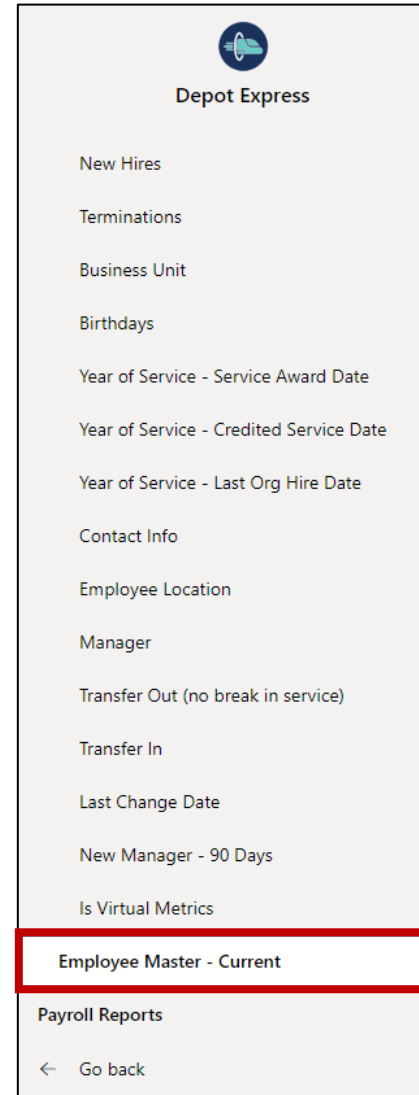 Depot Express
New Hires
Terminations
Business Unit
Birthdays
Year of Service - Service Award Date
Year of Service - Credited Service Date
Year of Service - Last Org Hire Date
Contact Info
Employee Location
Manager
Transfer Out (no break in service)
Transfer In
Last Change Date
New Manager - 90 Days
Is Virtual Metrics
Employee Master - Current
Payroll Reports
← Go back